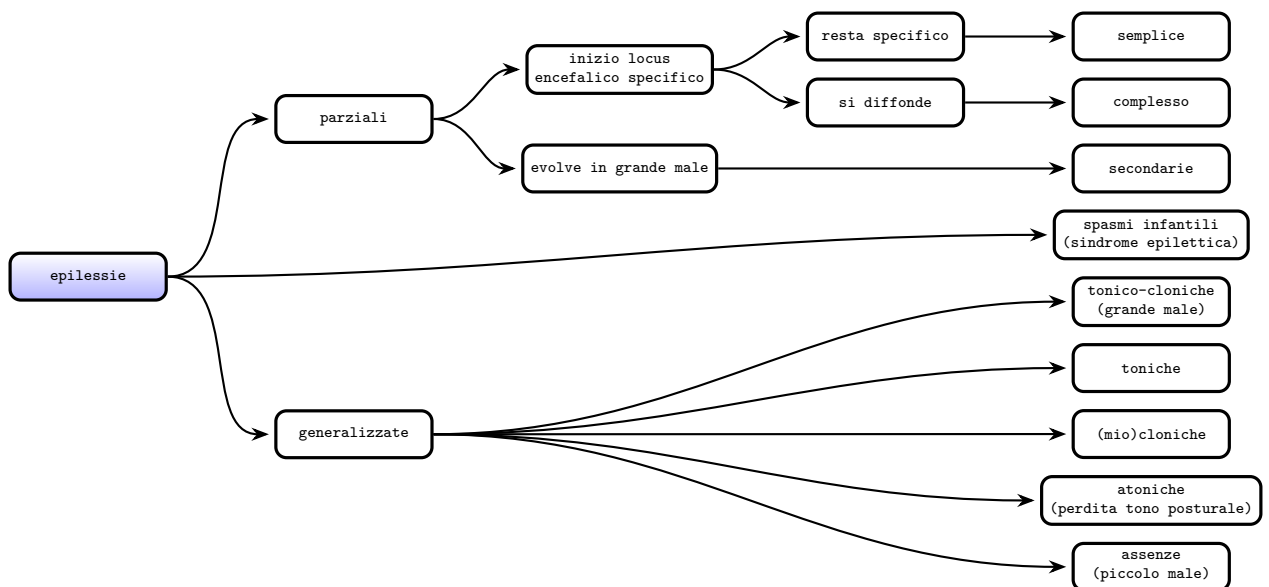 resta specifico
semplice
inizio locus
encefalico specifico
si diffonde
complesso
parziali
evolve in grande male
secondarie
spasmi infantili
(sindrome epilettica)
epilessie
tonico-cloniche
(grande male)
toniche
generalizzate
(mio)cloniche
atoniche
(perdita tono posturale)
assenze
(piccolo male)